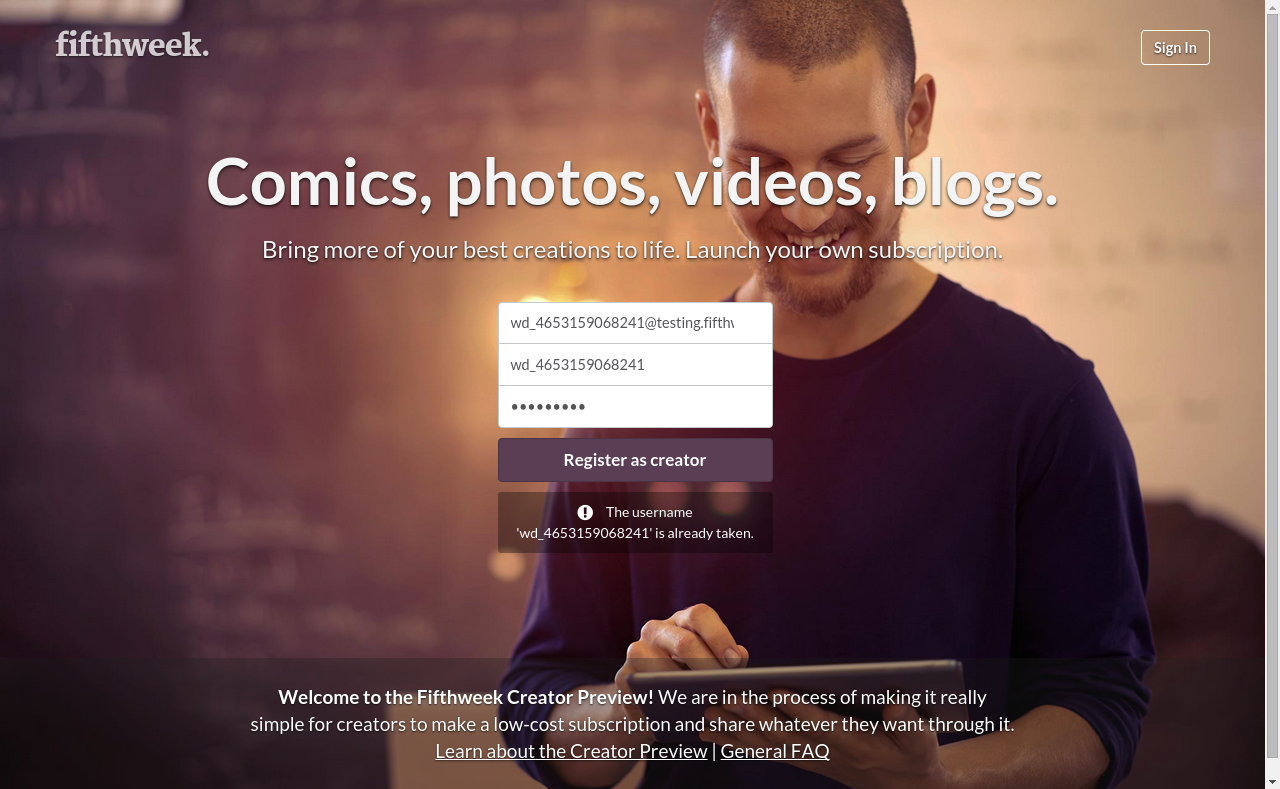 fifthweek.
Sign In
Comics, photos, videos, blogs.
Bring more of your best creations to life. Launch your own subscription.
wd_4653159068241@testing.fifthw
wd_4653159068241
•••••••••
Register as creator
The username
'wd_4653159068241' is already taken.
Welcome to the Fifthweek Creator Preview! We are in the process of making it really
simple for creators to make a low-cost subscription and share whatever they want through it.
Learn about the Creator Preview | General FAQ